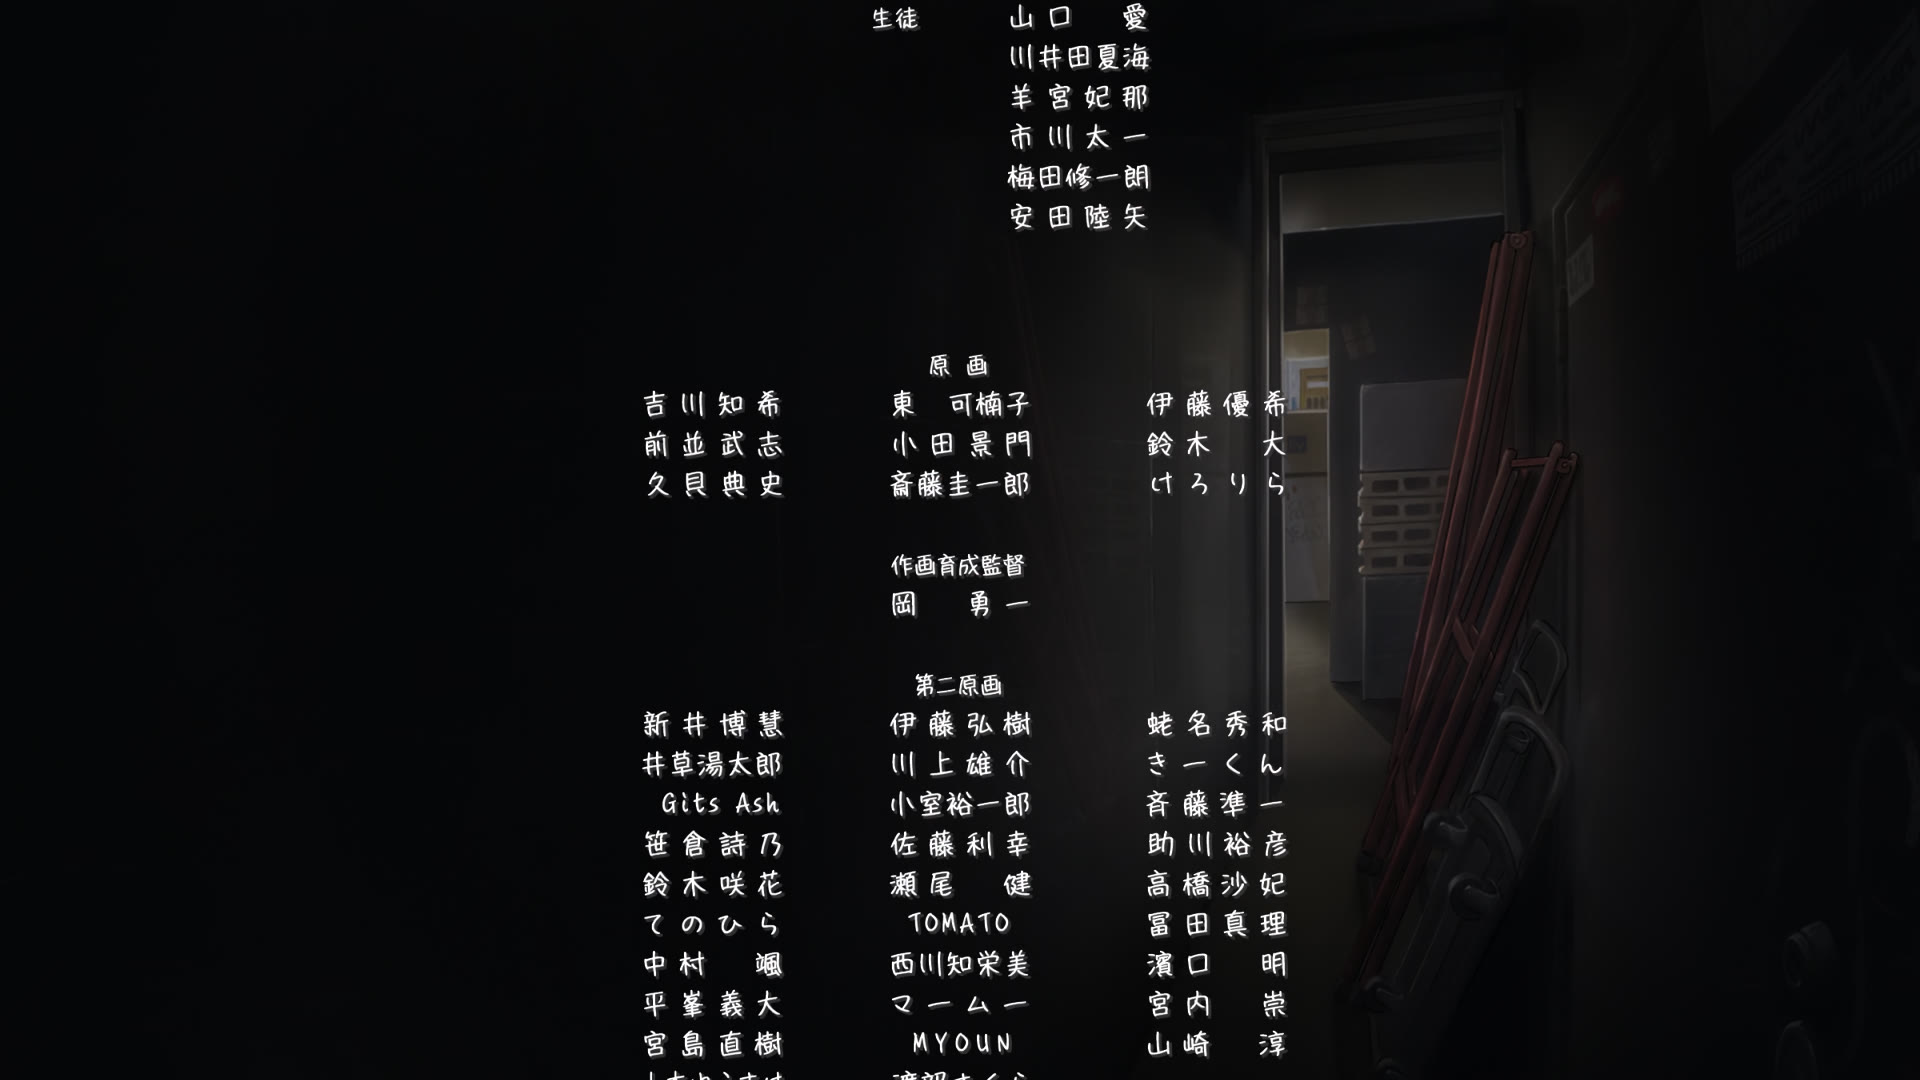 生徒 山口 愛
川井田夏海
羊宮妃那
市川太一
梅田修一朗
安田陸矢
原画
吉川知希 東 可楠子 伊藤優希
前並武志 小田景門 鈴木 大
久貝典史 斎藤圭一郎 けろりら
作画育成監督
岡 勇一
第二原画
新井博慧 伊藤弘樹 蛯名秀和
井草湯太郎 川上雄介 きーくん
Gits Ash 小室裕一郎 斉藤準一
笹倉詩乃 佐藤利幸 助川裕彦
鈴木咲花 瀬尾 健 高橋沙妃
てのひら TOMATO 冨田真理
中村 颯 西川知栄美 濱口 明
平峯義大 マームー 宮内 崇
宮島直樹 MYOUN 山崎 淳